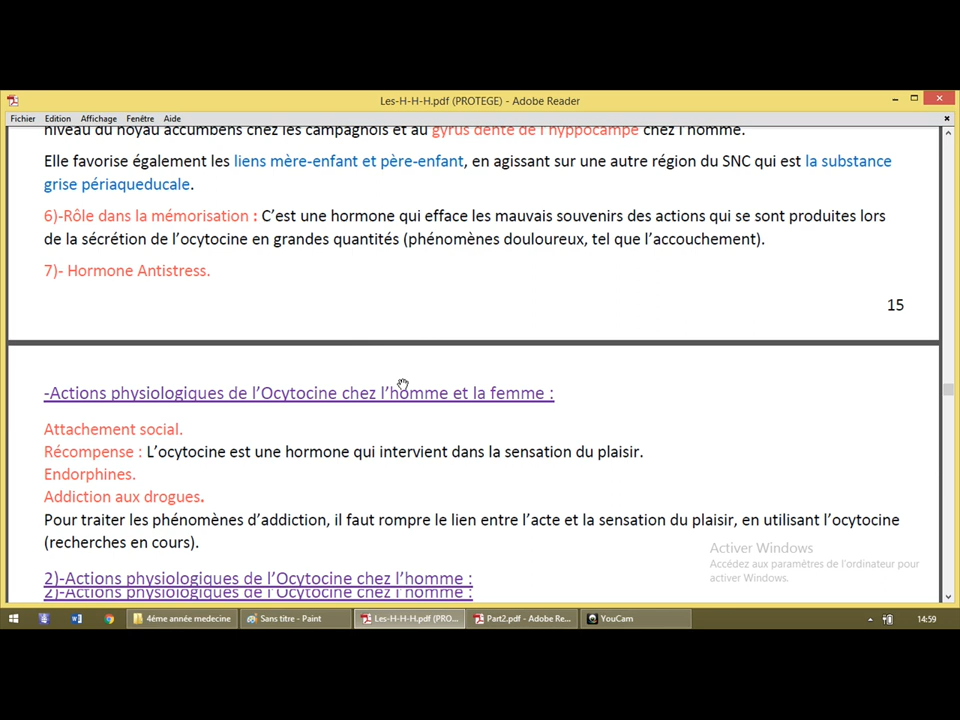 Les-H-H-H.pdf (PROTEGE) - Adobe Reader
Fichier Edition Affichage Fenêtre Aide
niveau du noyau accumbens chez les campagnols et au gyrus denté de l'hyppocampe chez l'homme.
Elle favorise également les liens mère-enfant et père-enfant, en agissant sur une autre région du SNC qui est la substance
grise périaqueducale.
6)-Rôle dans la mémorisation : C'est une hormone qui efface les mauvais souvenirs des actions qui se sont produites lors
de la sécrétion de l'ocytocine en grandes quantités (phénomènes douloureux, tel que l'accouchement).
7)- Hormone Antistress.
15
-Actions physiologiques de l'Ocytocine chez l'homme et la femme :
Attachement social.
Récompense : L'ocytocine est une hormone qui intervient dans la sensation du plaisir.
Endorphines.
Addiction aux drogues.
Pour traiter les phénomènes d'addiction, il faut rompre le lien entre l'acte et la sensation du plaisir, en utilisant l'ocytocine
(recherches en cours).
Activer Windows
Accédez aux paramètres de l'ordinateur pour
activer Windows.
2)-Actions physiologiques de l'Ocytocine chez l'homme :
2)-Actions physiologiques de l'Ocytocine chez l'homme :
4éme année medecine
Sans titre - Paint
Les-H-H-H.pdf (PRO...
Part2.pdf - Adobe Re...
YouCam
14:59